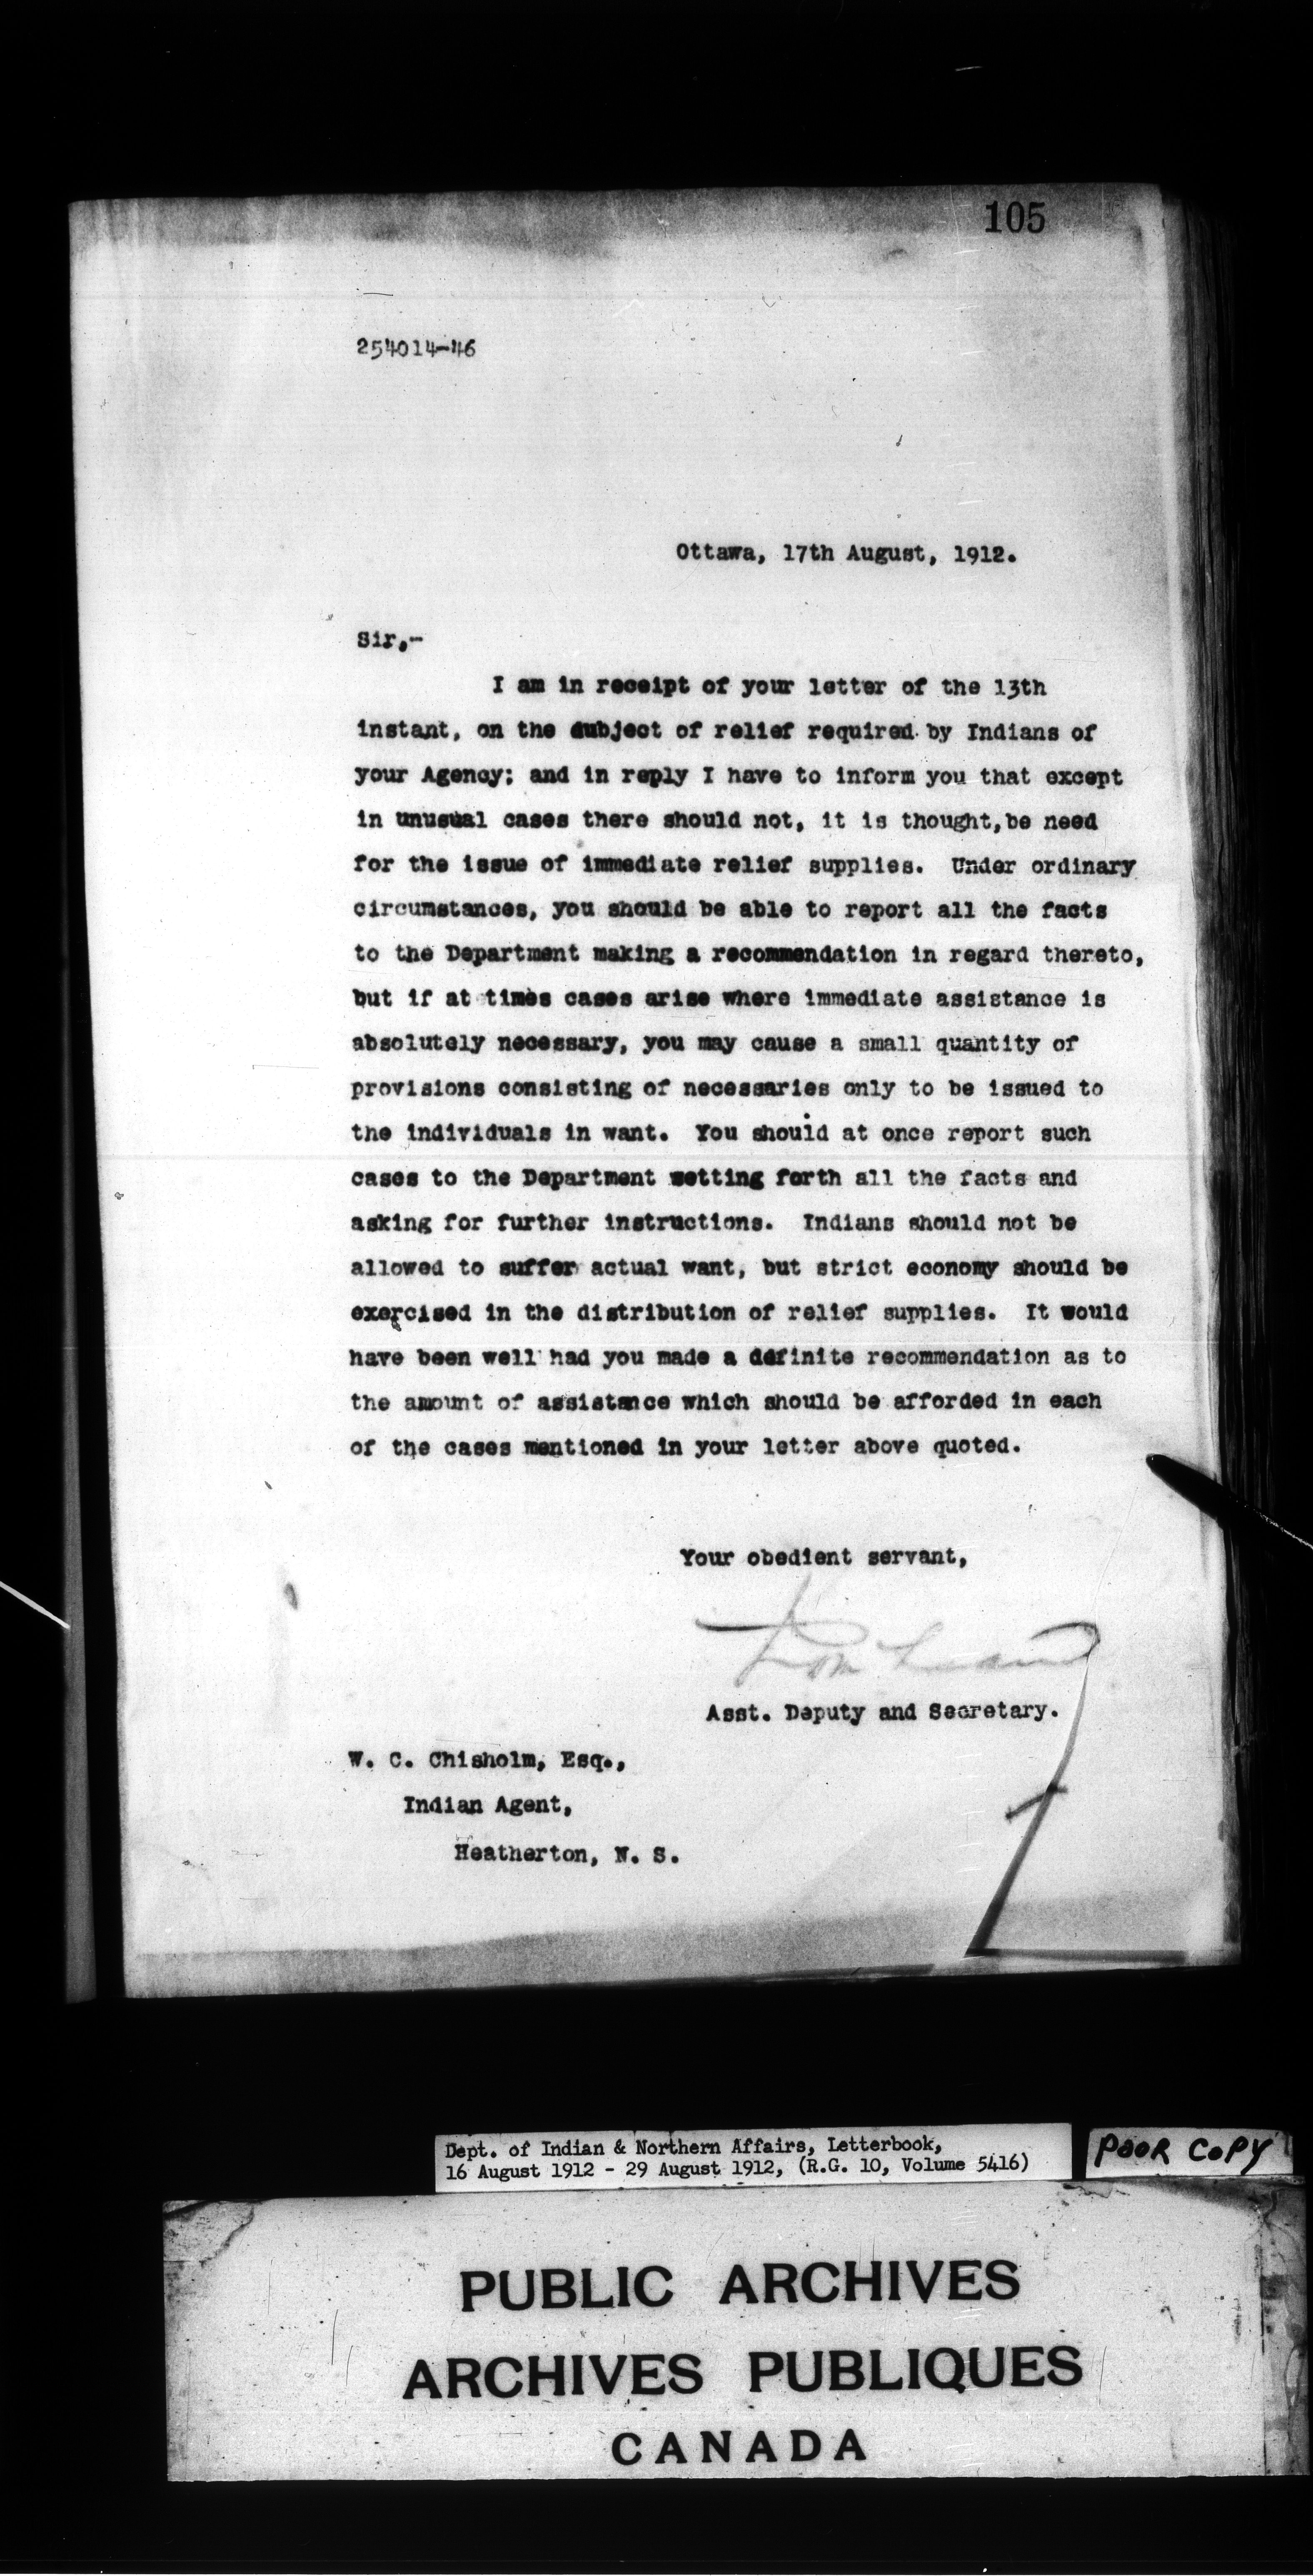 105
254014-46
Ottawa, 17th August, 1912.
Sir,-
I am in receipt of your letter of the 13th
instant, on the subject of relief required by Indians of
your Agency; and in reply I have to inform you that except
in unusual cases there should not, it is thought, be need
for the issue of immediate relief supplies. Under ordinary
circumstances, you should be able to report all the facts
to the Department making a recommendation in regard thereto,
but if at times cases arise where immediate assistance is
absolutely necessary, you may cause a small quantity of
provisions consisting of necessaries only to be issued to
the individuals in want. You should at once report such
cases to the Department setting forth all the facts and
asking for further instructions. Indians should not be
allowed to suffer actual want, but strict economy should be
exercised in the distribution of relief supplies. It would
have been well had you made a definite recommendation as to
the amount of assistance which should be afforded in each
of the cases mentioned in your letter above quoted.
Your obedient servant,
Asst. Deputy and Secretary.
W. C. Chisholm, Esq.,
Indian Agent,
Heatherton, N. S.
Dept. of Indian & Northern Affairs, Letterbook,
16 August 1912 - 29 August 1912, (R.G. 10, Volume 5416)
POOR COPY
PUBLIC ARCHIVES
ARCHIVES PUBLIQUES
CANADA